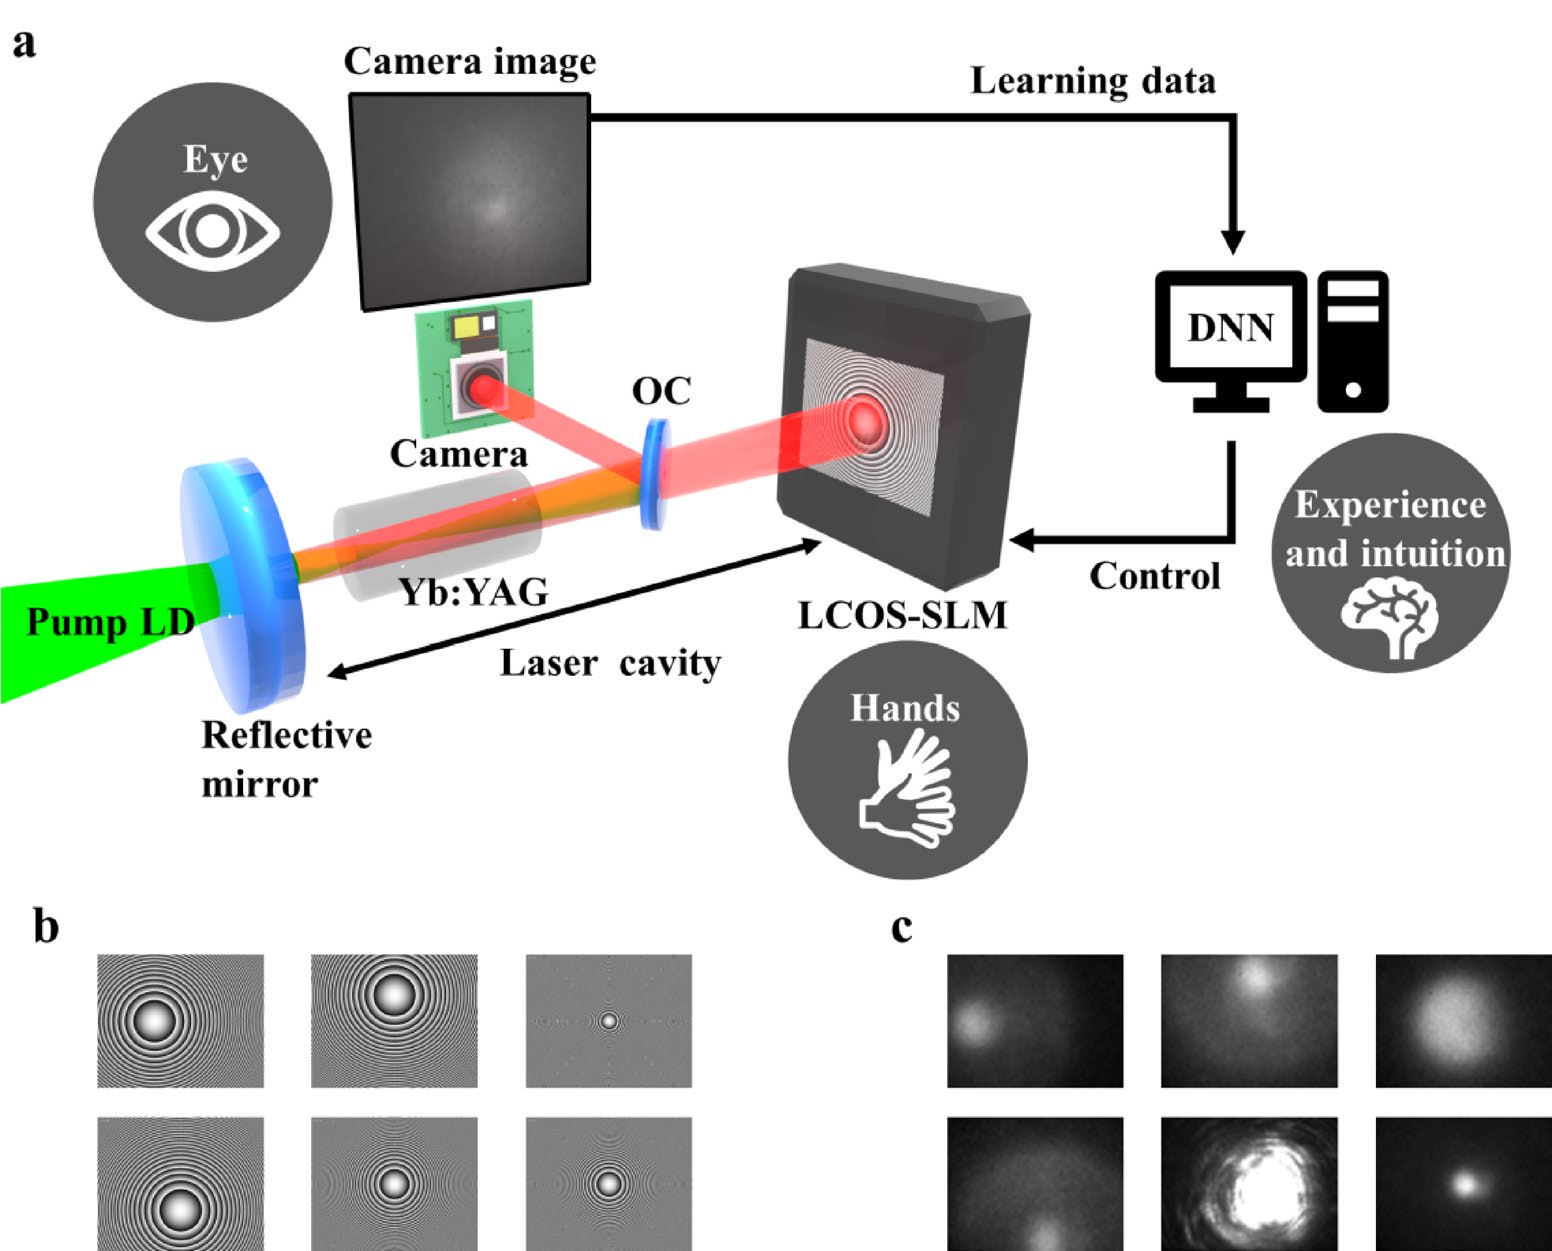 a
Camera image
Learning data
Eye
DNN
OC
Camera
Experience
and intuition
Yb:YAG
Control
Pump LD
LCOS-SLM
Laser cavity
Hands
Reflective
mirror
b
c